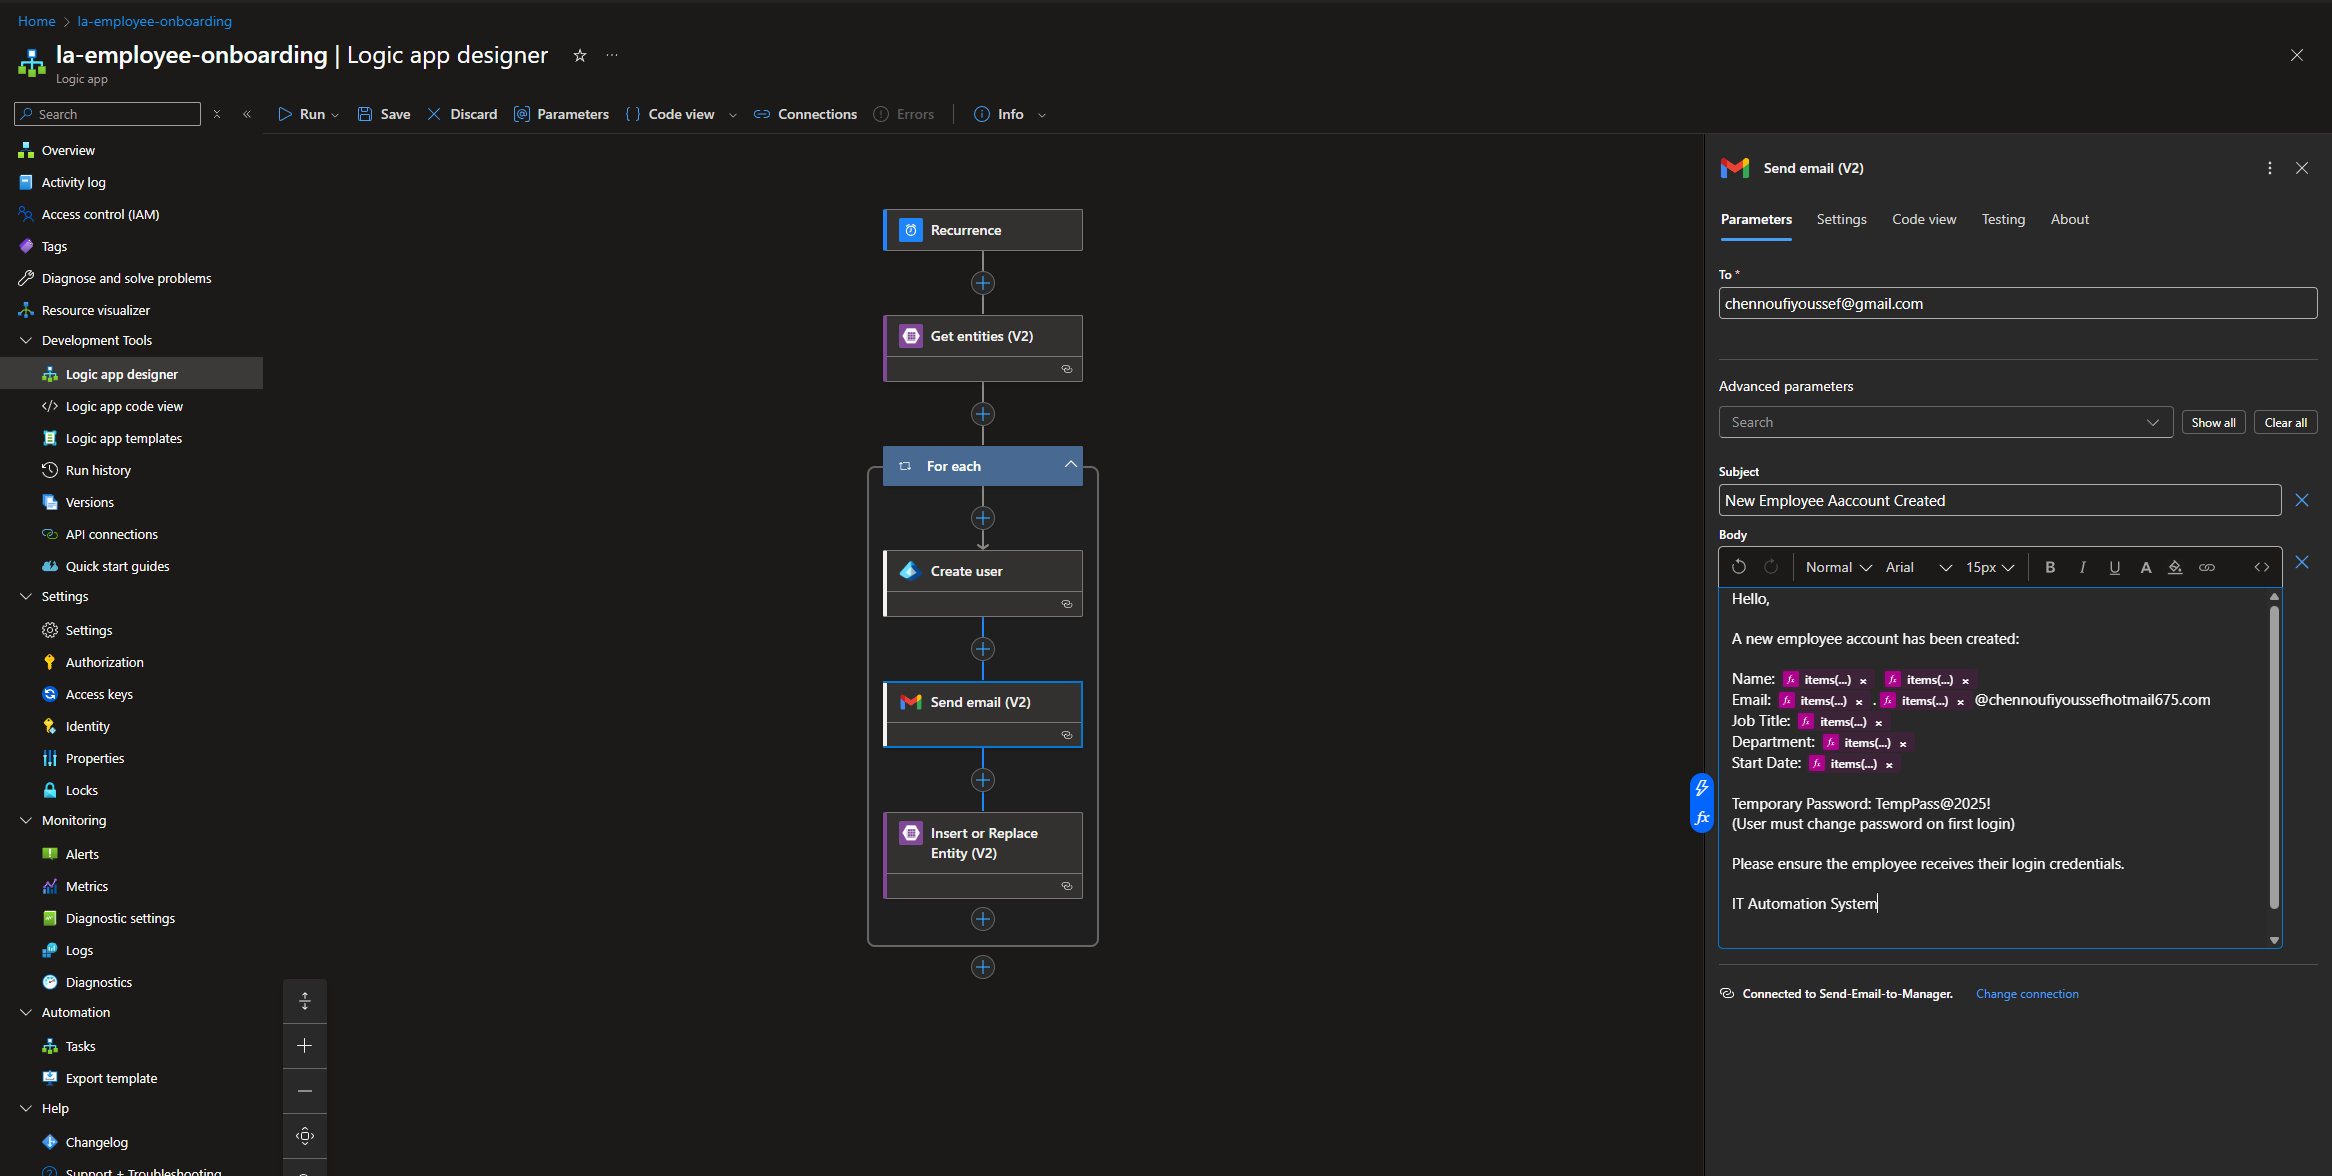 Home > la-employee-onboarding
la-employee-onboarding | Logic app designer
Logic app
Search
Run
Save
Discard
Parameters
Code view
Connections
Errors
Info
Overview
Activity log
Access control (IAM)
Tags
Diagnose and solve problems
Resource visualizer
Development Tools
Logic app designer
Logic app code view
Logic app templates
Run history
Versions
API connections
Quick start guides
Settings
Settings
Authorization
Access keys
Identity
Properties
Locks
Monitoring
Alerts
Metrics
Diagnostic settings
Logs
Diagnostics
Automation
Tasks
Export template
Help
Changelog
Support + Troubleshooting
Recurrence
Get entities (V2)
For each
Create user
Send email (V2)
Insert or Replace
Entity (V2)
Send email (V2)
Parameters
Settings
Code view
Testing
About
To *
chennoufiyoussef@gmail.com
Advanced parameters
Search
Show all
Clear all
Subject
New Employee Aaccount Created
Body
Normal
Arial
15px
B I U A
Hello,
A new employee account has been created:
Name: fx items(...) × fx items(...) ×
Email: fx items(...) × . fx items(...) × @chennoufiyoussefhotmail675.com
Job Title: fx items(...) ×
Department: fx items(...) ×
Start Date: fx items(...) ×
Temporary Password: TempPass@2025!
(User must change password on first login)
Please ensure the employee receives their login credentials.
IT Automation System
fx
Connected to Send-Email-to-Manager.
Change connection